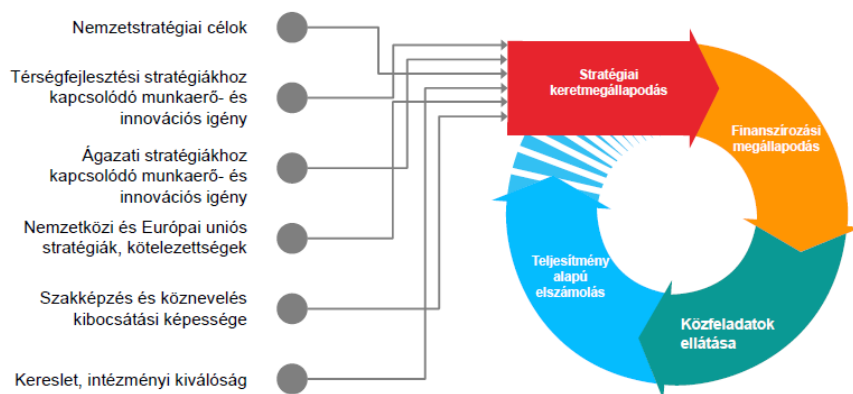 Nemzetstratégiai célok
Térségfejlesztési stratégiákhoz
kapcsolódó munkaerő- és
innovációs igény
Ágazati stratégiákhoz
kapcsolódó munkaerő- és
innovációs igény
Nemzetközi és Európai uniós
stratégiák, kötelezettségek
Szakképzés és köznevelés
kibocsátási képessége
Kereslet, intézményi kiválóság
Stratégiai
keretmegállapodás
Finanszírozási
megállapodás
Közfeladatok
ellátása
Teljesítmény
alapú
elszámolás